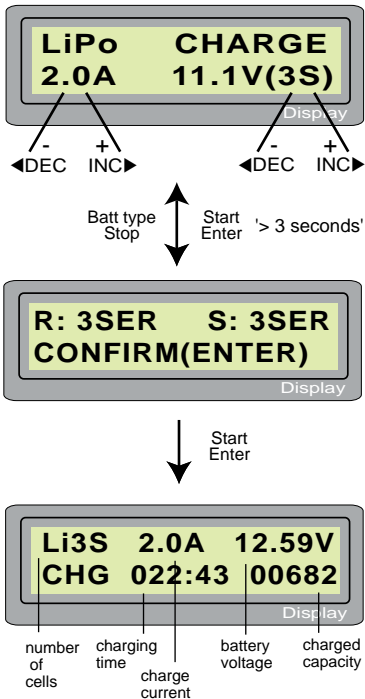 LiPo CHARGE
2.0A 11.1V(3S)
Display
- + - +
◀DEC INC▶ ◀DEC INC▶
Batt type Start '> 3 seconds'
Stop Enter
R: 3SER S: 3SER
CONFIRM(ENTER)
Display
Start
Enter
Li3S 2.0A 12.59V
CHG 022:43 00682
Display
number of cells
charging time
charge current
battery voltage
charged capacity